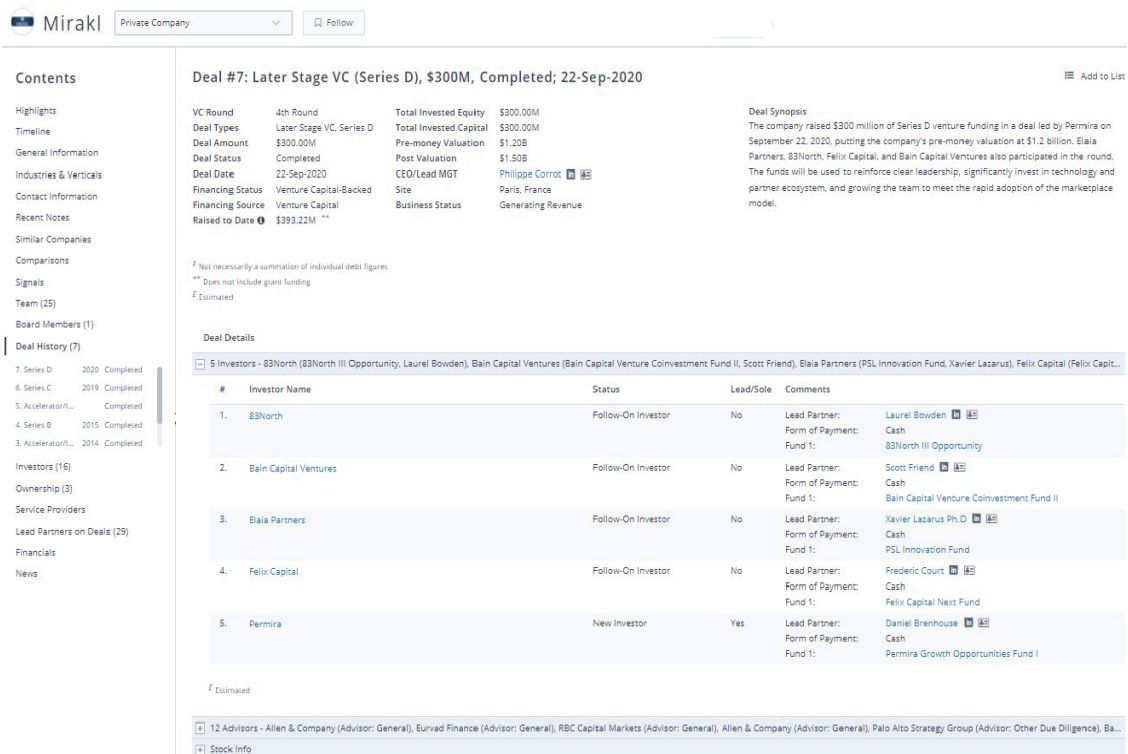 Mirakl
Private Company
Follow
Contents
Highlights
Timeline
General Information
Industries & Verticals
Contact Information
Recent Notes
Similar Companies
Comparisons
Signals
Team (25)
Board Members (1)
Deal History (7)
7. Series D 2020 Completed
6. Series C 2019 Completed
5. Accelerator/I... Completed
4. Series B 2015 Completed
3. Accelerator/I... 2014 Completed
Investors (16)
Ownership (3)
Service Providers
Lead Partners on Deals (29)
Financials
News
Deal #7: Later Stage VC (Series D), $300M, Completed; 22-Sep-2020
Add to List
VC Round 4th Round
Deal Types Later Stage VC, Series D
Deal Amount $300.00M
Deal Status Completed
Deal Date 22-Sep-2020
Financing Status Venture Capital-Backed
Financing Source Venture Capital
Raised to Date $393.22M **
Total Invested Equity $300.00M
Total Invested Capital $300.00M
Pre-money Valuation $1.20B
Post Valuation $1.50B
CEO/Lead MGT Philippe Corrot in
Site Paris, France
Business Status Generating Revenue
Deal Synopsis
The company raised $300 million of Series D venture funding in a deal led by Permira on
September 22, 2020, putting the company's pre-money valuation at $1.2 billion. Elaia
Partners, 83North, Felix Capital, and Bain Capital Ventures also participated in the round.
The funds will be used to reinforce clear leadership, significantly invest in technology and
partner ecosystem, and growing the team to meet the rapid adoption of the marketplace
model.
Not necessarily a summation of individual debt figures
** Does not include grant funding
E Estimated
Deal Details
5 Investors - 83North (83North III Opportunity, Laurel Bowden), Bain Capital Ventures (Bain Capital Venture Coinvestment Fund II, Scott Friend), Elaia Partners (PSL Innovation Fund, Xavier Lazarus), Felix Capital (Felix Capit...
# Investor Name Status Lead/Sole Comments
1. 83North Follow-On Investor No Lead Partner: Laurel Bowden in
Form of Payment: Cash
Fund 1: 83North III Opportunity
2. Bain Capital Ventures Follow-On Investor No Lead Partner: Scott Friend in
Form of Payment: Cash
Fund 1: Bain Capital Venture Coinvestment Fund II
3. Elaia Partners Follow-On Investor No Lead Partner: Xavier Lazarus Ph.D in
Form of Payment: Cash
Fund 1: PSL Innovation Fund
4. Felix Capital Follow-On Investor No Lead Partner: Frederic Court in
Form of Payment: Cash
Fund 1: Felix Capital Next Fund
5. Permira New Investor Yes Lead Partner: Daniel Brenhouse in
Form of Payment: Cash
Fund 1: Permira Growth Opportunities Fund I
E Estimated
12 Advisors - Allen & Company (Advisor: General), Eurvad Finance (Advisor: General), RBC Capital Markets (Advisor: General), Allen & Company (Advisor: General), Palo Alto Strategy Group (Advisor: Other Due Diligence), Ba...
Stock Info